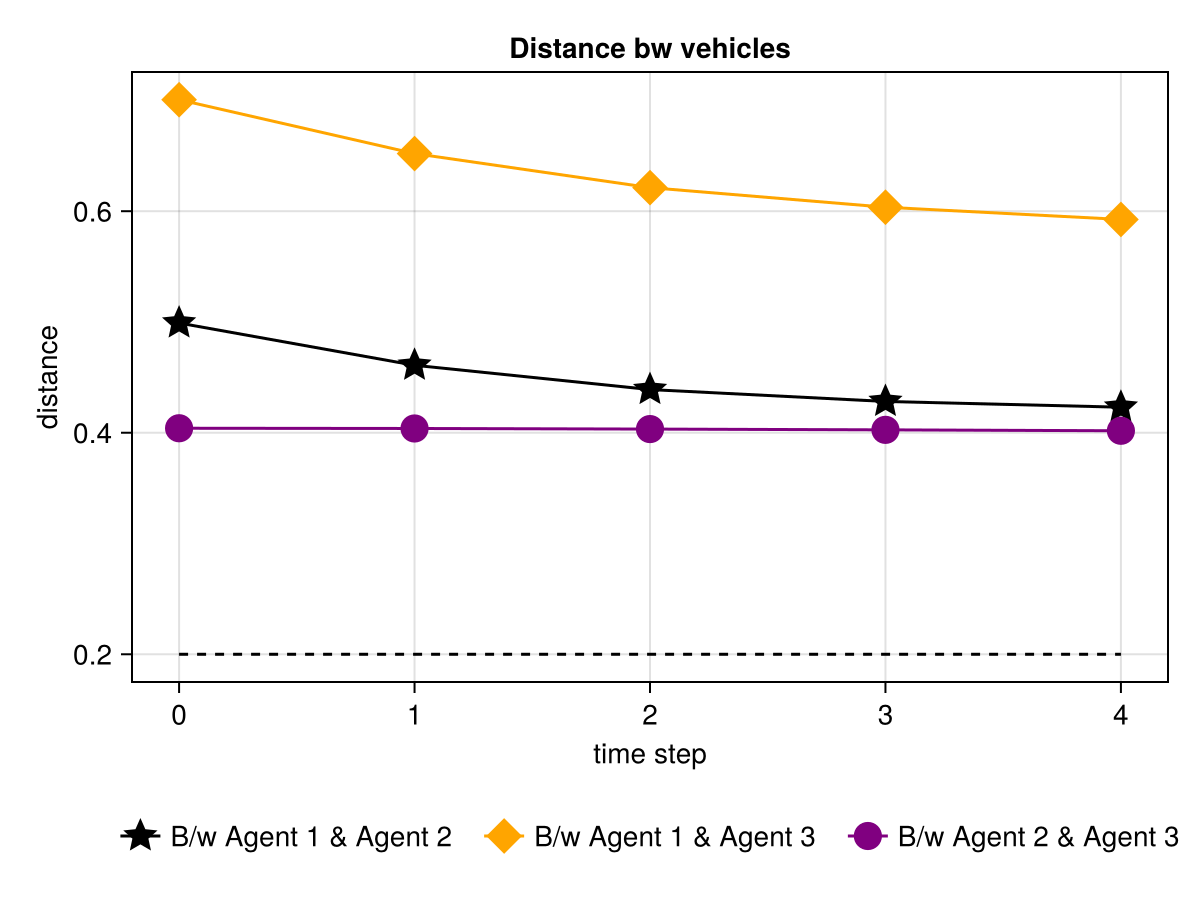 Distance bw vehicles
distance
0.6
0.4
0.2
0 1 2 3 4
time step
B/w Agent 1 & Agent 2 B/w Agent 1 & Agent 3 B/w Agent 2 & Agent 3